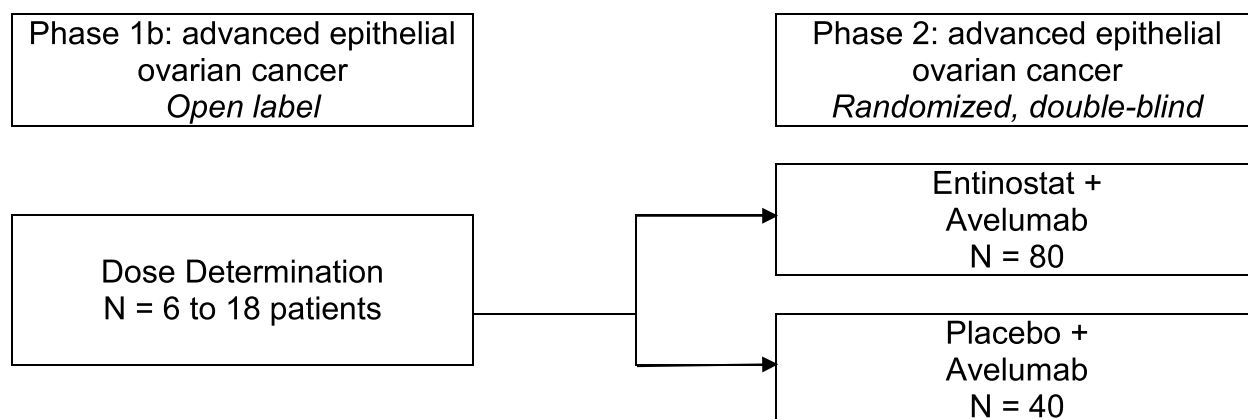 Phase 1b: advanced epithelial
ovarian cancer
Open label
Phase 2: advanced epithelial
ovarian cancer
Randomized, double-blind
Dose Determination
N = 6 to 18 patients
Entinostat +
Avelumab
N = 80
Placebo +
Avelumab
N = 40